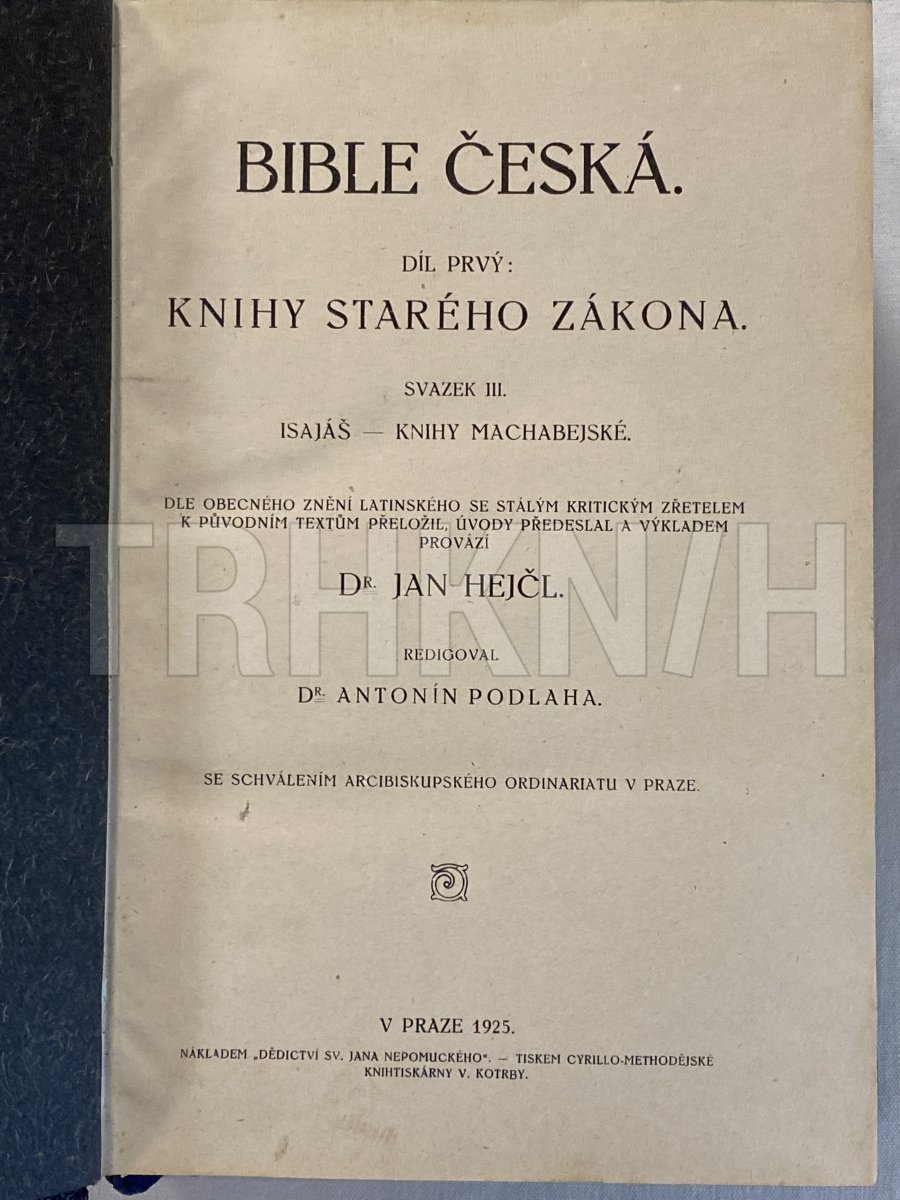 BIBLE ČESKÁ.
DÍL PRVÝ:
KNIHY STARÉHO ZÁKONA.
SVAZEK III.
ISAJÁŠ — KNIHY MACHABEJSKÉ.
DLE OBECNÉHO ZNĚNÍ LATINSKÉHO SE STÁLÝM KRITICKÝM ZŘETELEM
K PŮVODNÍM TEXTŮM PŘELOŽIL, ÚVODY PŘEDESLAL A VÝKLADEM
PROVÁZÍ
DR. JAN HEJČL.
TRHKNIH
REDIGOVAL
DR. ANTONÍN PODLAHA.
SE SCHVÁLENÍM ARCIBISKUPSKÉHO ORDINARIATU V PRAZE.
V PRAZE 1925.
NÁKLADEM „DĚDICTVÍ SV. JANA NEPOMUCKÉHO“. — TISKEM CYRILLO-METHODĚJSKÉ
KNIHTISKÁRNY V. KOTRBY.